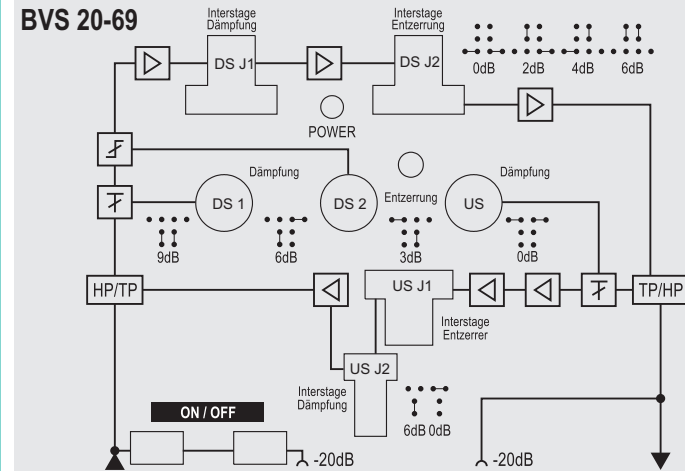 BVS 20-69
Interstage
Dämpfung
Interstage
Entzerrung
DS J1
DS J2
0dB 2dB 4dB 6dB
POWER
Dämpfung
Entzerrung
Dämpfung
DS 1
DS 2
US
9dB
6dB
3dB
0dB
HP/TP
US J1
TP/HP
Interstage
Entzerrer
US J2
Interstage
Dämpfung
6dB 0dB
ON / OFF
-20dB
-20dB